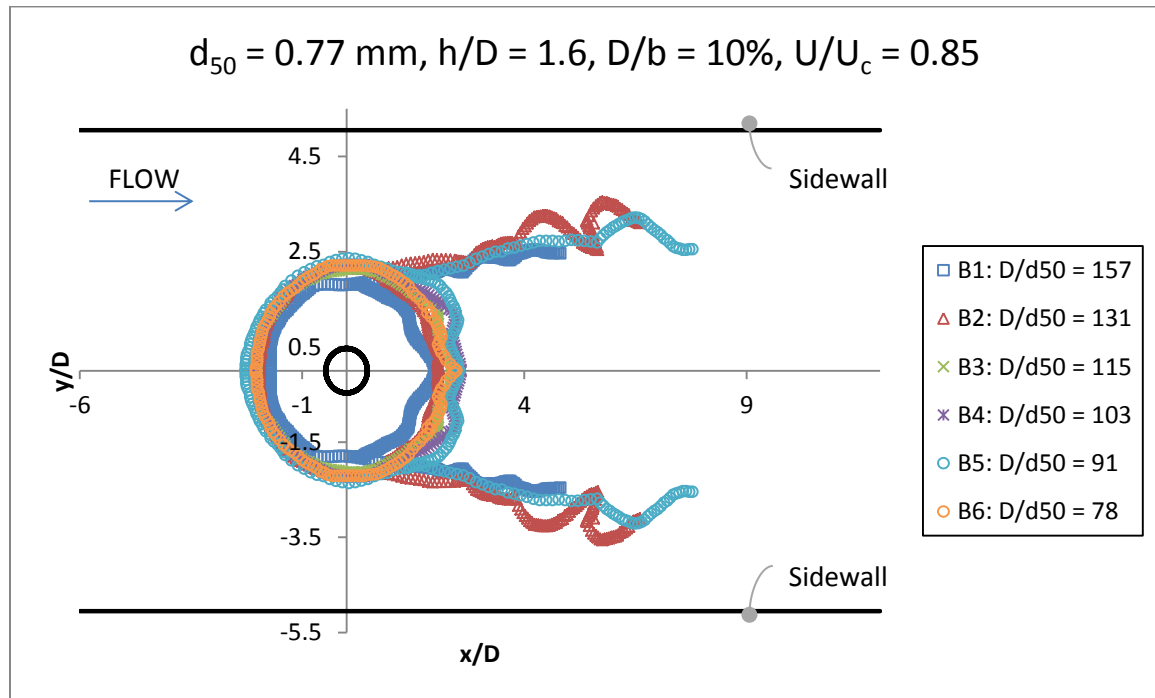 d₅₀ = 0.77 mm, h/D = 1.6, D/b = 10%, U/U_c = 0.85
4.5
FLOW
Sidewall
2.5
B1: D/d50 = 157
B2: D/d50 = 131
0.5
B3: D/d50 = 115
y/D
-6
-1
4
9
B4: D/d50 = 103
-1.5
B5: D/d50 = 91
B6: D/d50 = 78
-3.5
Sidewall
-5.5
x/D